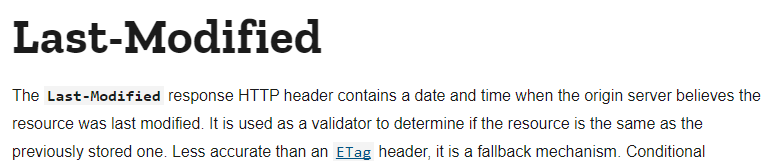 Last-Modified
The Last-Modified response HTTP header contains a date and time when the origin server believes the
resource was last modified. It is used as a validator to determine if the resource is the same as the
previously stored one. Less accurate than an ETag header, it is a fallback mechanism. Conditional